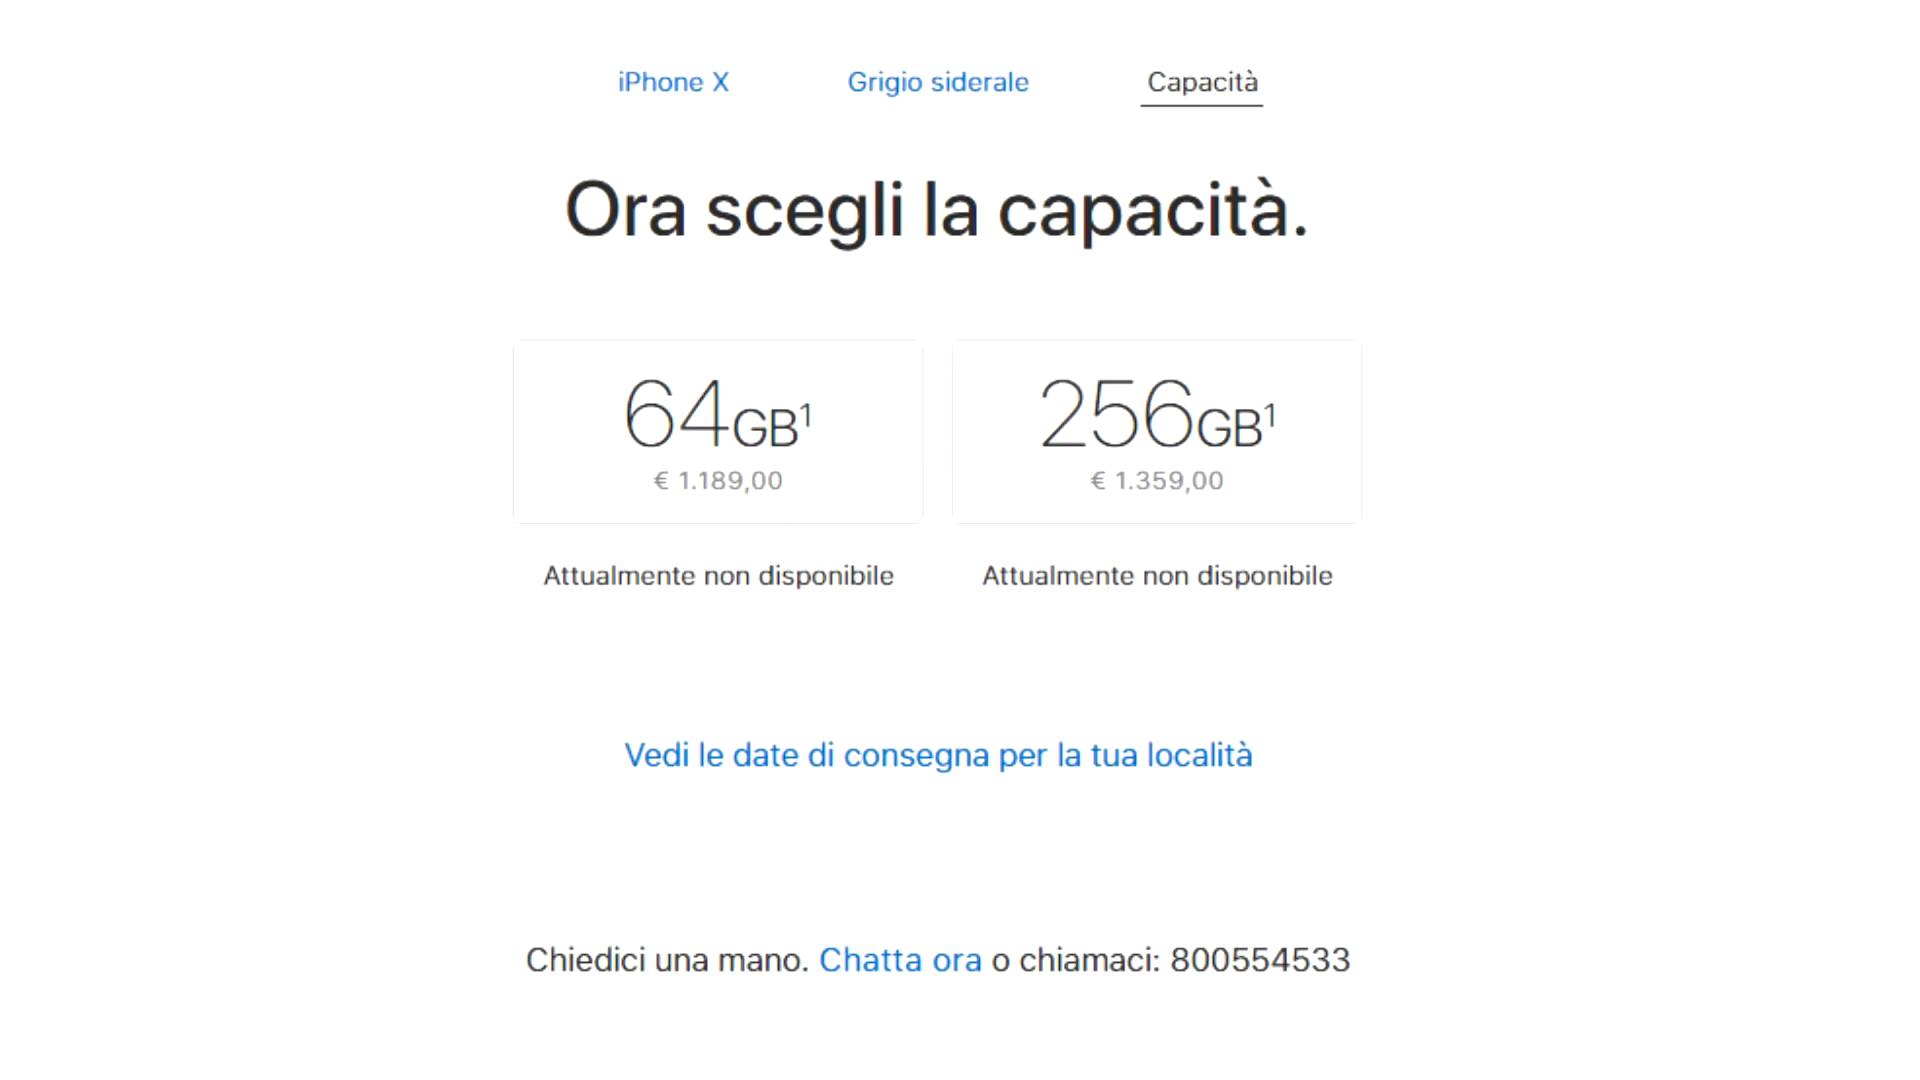 iPhone X Grigio siderale Capacità
Ora scegli la capacità.
64GB¹ 256GB¹
€ 1.189,00 € 1.359,00
Attualmente non disponibile Attualmente non disponibile
Vedi le date di consegna per la tua località
Chiedici una mano. Chatta ora o chiamaci: 800554533